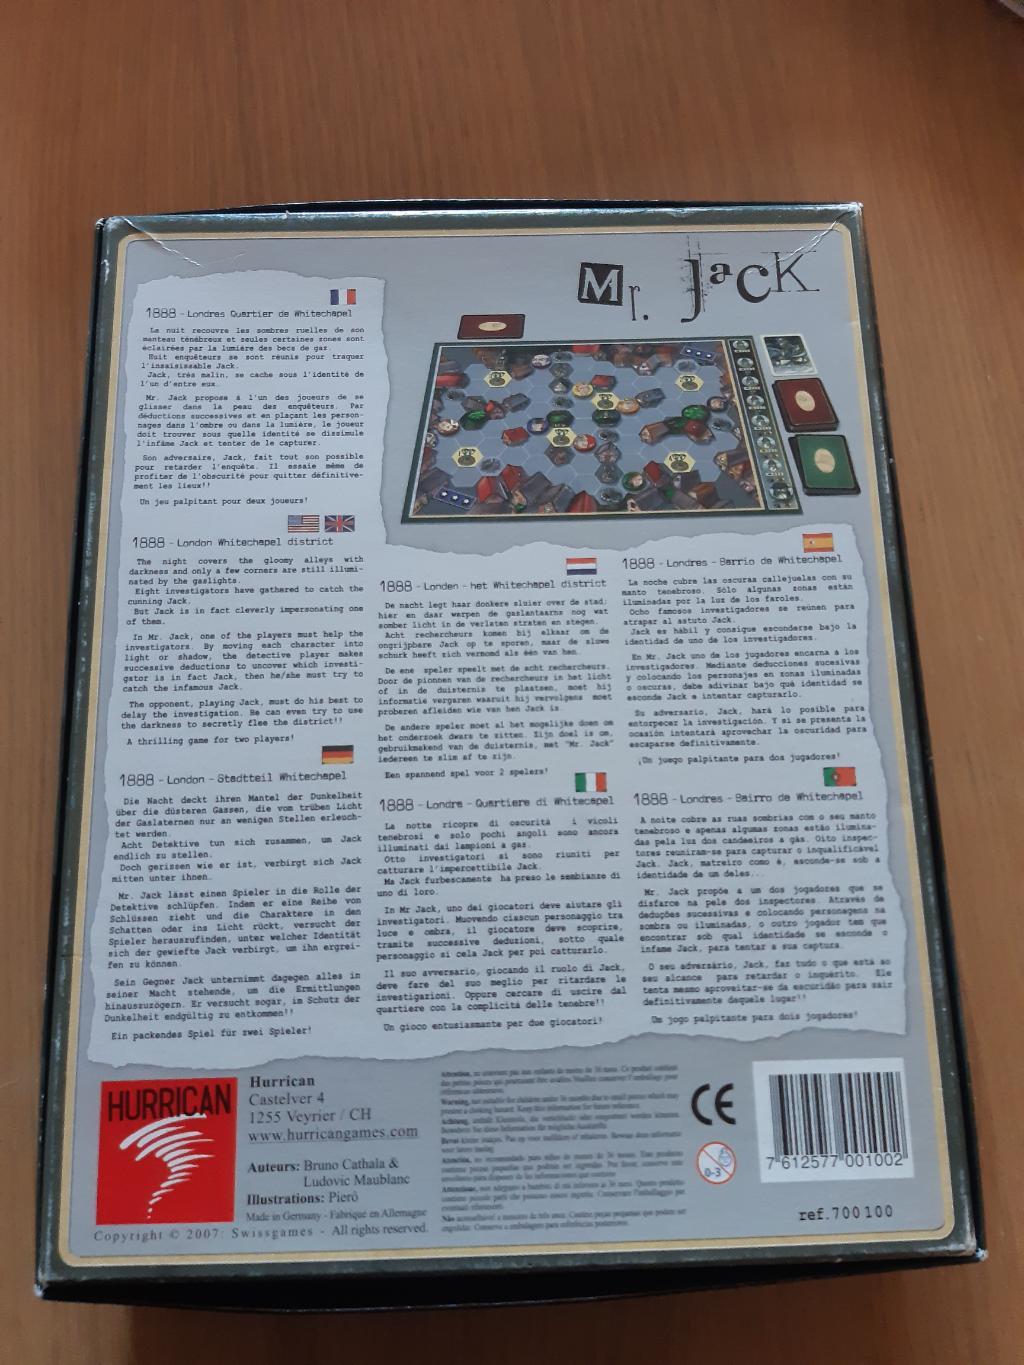 Mr. Jack
1888 - Londres Quartier de Whitechapel
La nuit recouvre les sombres ruelles de son
manteau ténébreux et seules certaines zones sont
éclairées par la lumière des becs de gaz.
Huit enquêteurs se sont réunis pour traquer
l'insaisissable Jack.
Jack, très malin, se cache sous l'identité de
l'un d'entre eux.
Mr. Jack propose à l'un des joueurs de se
glisser dans la peau des enquêteurs. Par
déductions successives et en plaçant les person-
nages dans l'ombre ou dans la lumière, le joueur
doit trouver sous quelle identité se dissimule
l'infâme Jack et tenter de le capturer.
Son adversaire, Jack, fait tout son possible
pour retarder l'enquête. Il essaie même de
profiter de l'obscurité pour quitter définitive-
ment les lieux!!
Un jeu palpitant pour deux joueurs!
1888 - London Whitechapel district
The night covers the gloomy alleys with
darkness and only a few corners are still illumi-
nated by the gaslights.
Eight investigators have gathered to catch the
cunning Jack.
But Jack is in fact cleverly impersonating one
of them.
In Mr. Jack, one of the players must help the
investigators. By moving each character into
light or shadow, the detective player makes
successive deductions to uncover which investi-
gator is in fact Jack, then he/she must try to
catch the infamous Jack.
The opponent, playing Jack, must do his best to
delay the investigation. He can even try to use
the darkness to secretly flee the district!!
A thrilling game for two players!
1888 - London - Stadtteil Whitechapel
Die Nacht deckt ihren Mantel der Dunkelheit
über die düsteren Gassen, die vom trüben Licht
der Gaslaternen nur an wenigen Stellen erleuch-
tet werden.
Acht Detektive tun sich zusammen, um Jack
endlich zu stellen.
Doch gerissen wie er ist, verbirgt sich Jack
mitten unter ihnen.
Mr. Jack lässt einen Spieler in die Rolle der
Detektive schlüpfen. Indem er eine Reihe von
Schlüssen zieht und die Charaktere in den
Schatten oder ins Licht rückt, versucht der
Spieler herauszufinden, unter welcher Identität
sich der gewiefte Jack verbirgt, um ihn ergrei-
fen zu können.
Sein Gegner Jack unternimmt dagegen alles in
seiner Macht stehende, um die Ermittlungen
hinauszuzögern. Er versucht sogar, im Schutz der
Dunkelheit endgültig zu entkommen!!
Ein packendes Spiel für zwei Spieler!
1888 - Londen - het Whitechapel district
De nacht legt haar donkere sluier over de stad;
hier en daar werpen de gaslantaarns nog wat
somber licht in de verlaten straten en stegen.
Acht rechercheurs komen bij elkaar om de
ongrijpbare Jack op te sporen, maar de sluwe
schurk heeft zich vermomd als één van hen.
De ene speler speelt met de acht rechercheurs.
Door de pionnen van de rechercheurs in het licht
of in de duisternis te plaatsen, moet hij
informatie vergaren waaruit hij vervolgens moet
proberen afleiden wie van hen Jack is.
De andere speler moet al het mogelijke doen om
het onderzoek dwars te zitten. Zijn doel is om,
gebruikmakend van de duisternis, met "Mr. Jack"
iedereen te slim af te zijn.
Een spannend spel voor 2 spelers!
1888 - Londra - Quartiere di Whitecapel
La notte ricopre di oscurità i vicoli
tenebrosi e solo pochi angoli sono ancora
illuminati dai lampioni a gas.
Otto investigatori si sono riuniti per
catturare l'impercettibile Jack.
Ma Jack furbescamente ha preso le sembianze di
uno di loro.
In Mr Jack, uno dei giocatori deve aiutare gli
investigatori. Muovendo ciascun personaggio tra
luce e ombra, il giocatore deve scoprire,
tramite successive deduzioni, sotto quale
personaggio si cela Jack per poi catturarlo.
Il suo avversario, giocando il ruolo di Jack,
deve fare del suo meglio per ritardare le
investigazioni. Oppure cercare di uscire dal
quartiere con la complicità delle tenebre!!
Un gioco entusiasmante per due giocatori!
1888 - Londres - Barrio de Whitechapel
La noche cubre las oscuras callejuelas con su
manto tenebroso. Sólo algunas zonas están
iluminadas por la luz de los faroles.
Ocho famosos investigadores se reúnen para
atrapar al astuto Jack.
Jack es hábil y consigue esconderse bajo la
identidad de uno de los investigadores.
En Mr. Jack uno de los jugadores encarna a los
investigadores. Mediante deducciones sucesivas
y colocando los personajes en zonas iluminadas
o oscuras, debe adivinar bajo qué identidad se
esconde Jack e intentar capturarlo.
Su adversario, Jack, hará lo posible para
entorpecer la investigación. Y si se presenta la
ocasión intentará aprovechar la oscuridad para
escaparse definitivamente.
¡Un juego palpitante para dos jugadores!
1888 - Londres - Bairro de Whitechapel
A noite cobre as ruas sombrias com o seu manto
tenebroso e apenas algumas zonas estão ilumina-
das pela luz dos candeeiros a gás. Oito inspec-
tores reuniram-se para capturar o inqualificável
Jack. Jack, matreiro como é, esconde-se sob a
identidade de um deles...
Mr. Jack propõe a um dos jogadores que se
disfarce na pele dos inspectores. Através de
deduções sucessivas e colocando personagens na
sombra ou iluminadas, o outro jogador tem que
encontrar sob qual identidade se esconde o
infame Jack, para tentar a sua captura.
O seu adversário, Jack, faz tudo o que está ao
seu alcance para retardar o inquérito. Ele
tenta mesmo aproveitar-se da escuridão para sair
definitivamente daquele lugar!!
Um jogo palpitante para dois jogadores!
HURRICAN
Hurrican
Castelver 4
1255 Veyrier / CH
www.hurricangames.com
Auteurs: Bruno Cathala &
Ludovic Maublanc
Illustrations: Pierô
Made in Germany - Fabriqué en Allemagne
Copyright © 2007: Swissgames - All rights reserved.
CE
0-3
7 612577 001002
ref.700100